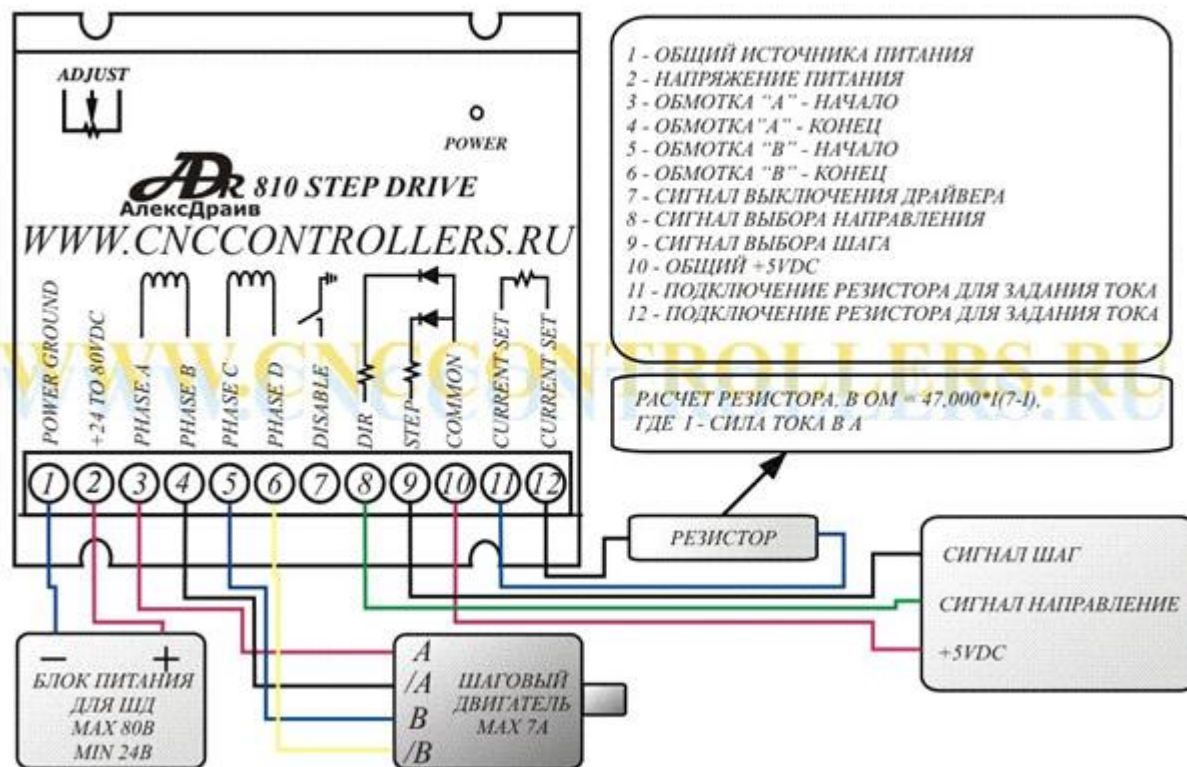 ADJUST
POWER
ADR 810 STEP DRIVE
АлексДраив
WWW.CNCCONTROLLERS.RU
POWER GROUND
+24 TO 80VDC
PHASE A
PHASE B
PHASE C
PHASE D
DISABLE
DIR
STEP
COMMON
CURRENT SET
CURRENT SET
1 2 3 4 5 6 7 8 9 10 11 12
1 - ОБЩИЙ ИСТОЧНИКА ПИТАНИЯ
2 - НАПРЯЖЕНИЕ ПИТАНИЯ
3 - ОБМОТКА "А" - НАЧАЛО
4 - ОБМОТКА"А" - КОНЕЦ
5 - ОБМОТКА "В" - НАЧАЛО
6 - ОБМОТКА "В" - КОНЕЦ
7 - СИГНАЛ ВЫКЛЮЧЕНИЯ ДРАЙВЕРА
8 - СИГНАЛ ВЫБОРА НАПРАВЛЕНИЯ
9 - СИГНАЛ ВЫБОРА ШАГА
10 - ОБЩИЙ +5VDC
11 - ПОДКЛЮЧЕНИЕ РЕЗИСТОРА ДЛЯ ЗАДАНИЯ ТОКА
12 - ПОДКЛЮЧЕНИЕ РЕЗИСТОРА ДЛЯ ЗАДАНИЯ ТОКА
WWW.CNCCONTROLLERS.RU
РАСЧЕТ РЕЗИСТОРА, В ОМ = 47,000*I(7-I),
ГДЕ I - СИЛА ТОКА В А
РЕЗИСТОР
СИГНАЛ ШАГ
СИГНАЛ НАПРАВЛЕНИЕ
+5VDC
− +
БЛОК ПИТАНИЯ
ДЛЯ ШД
МАХ 80В
MIN 24В
A
/A
B
/B
ШАГОВЫЙ
ДВИГАТЕЛЬ
МАХ 7А